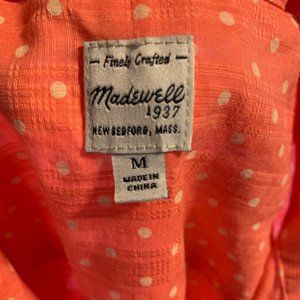 — Finely Crafted —
Madewell
1937
NEW BEDFORD, MASS.
M
MADE IN
CHINA